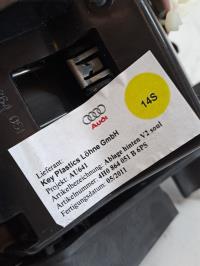 Audi
14S
Lieferant:
Key Plastics Löhne GmbH
Projekt: AU641
Artikelbezeichnung: Ablage hinten V2 soul
Artikelnummer: 4H0 864 051 B 6PS
Fertigungsdatum: 05/2011